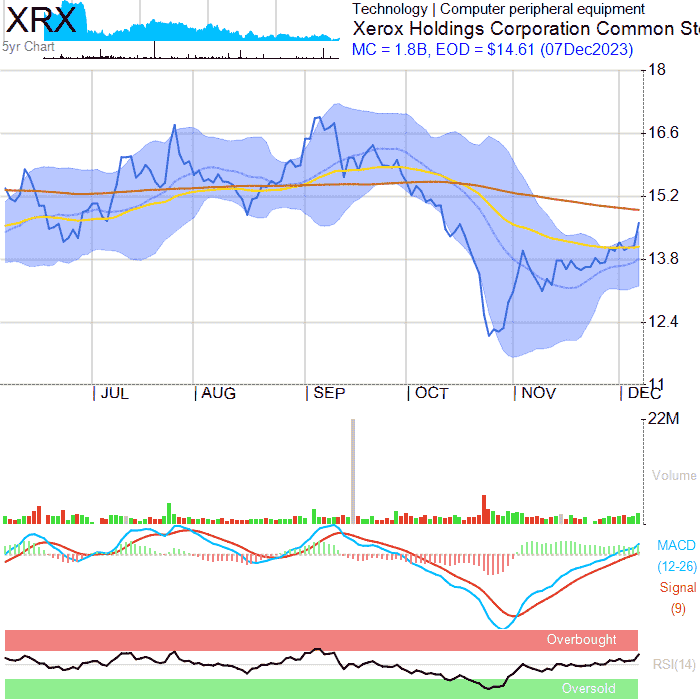 XRX
5yr Chart
Technology | Computer peripheral equipment
Xerox Holdings Corporation Common Sto
MC = 1.8B, EOD = $14.61 (07Dec2023)
18
16.6
15.2
13.8
12.4
11
JUL AUG SEP OCT NOV DEC
22M
Volume
MACD
(12-26)
Signal
(9)
Overbought
RSI(14)
Oversold